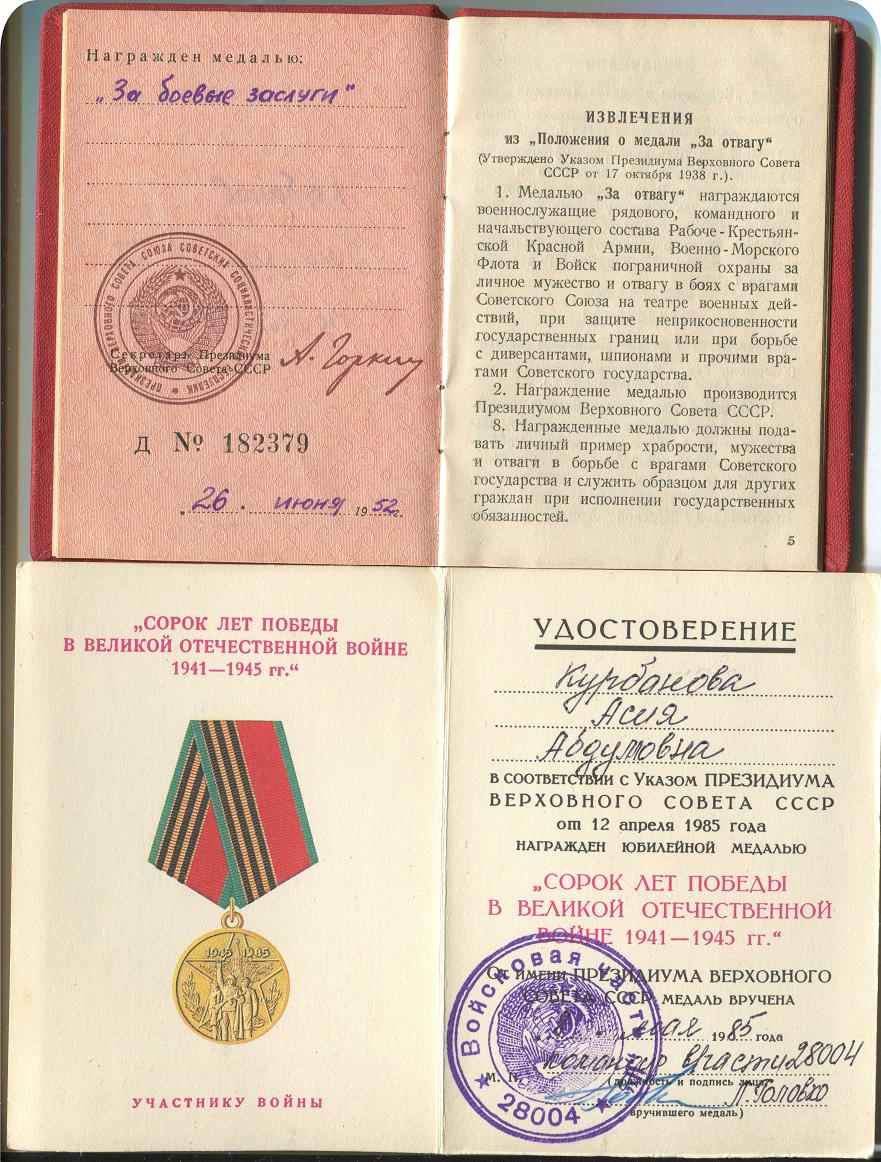 Награжден медалью:
„За боевые заслуги"
Секретарь Президиума
Верховного Совета СССР
А. Горкин
Д № 182379
„26" июня 1952 г.
ИЗВЛЕЧЕНИЯ
из „Положения о медали „За отвагу"
(Утверждено Указом Президиума Верховного Совета
СССР от 17 октября 1938 г.).
1. Медалью „За отвагу" награждаются
военнослужащие рядового, командного и
начальствующего состава Рабоче-Крестьян-
ской Красной Армии, Военно-Морского
Флота и Войск пограничной охраны за
личное мужество и отвагу в боях с врагами
Советского Союза на театре военных дей-
ствий, при защите неприкосновенности
государственных границ или при борьбе
с диверсантами, шпионами и прочими вра-
гами Советского государства.
2. Награждение медалью производится
Президиумом Верховного Совета СССР.
8. Награжденные медалью должны пода-
вать личный пример храбрости, мужества
и отваги в борьбе с врагами Советского
государства и служить образцом для других
граждан при исполнении государственных
обязанностей.
5
„СОРОК ЛЕТ ПОБЕДЫ
В ВЕЛИКОЙ ОТЕЧЕСТВЕННОЙ ВОЙНЕ
1941—1945 гг."
1945 1985
УЧАСТНИКУ ВОЙНЫ
УДОСТОВЕРЕНИЕ
Курбанова
Асия
Абдумовна
В СООТВЕТСТВИИ С УКАЗОМ ПРЕЗИДИУМА
ВЕРХОВНОГО СОВЕТА СССР
от 12 апреля 1985 года
НАГРАЖДЕН ЮБИЛЕЙНОЙ МЕДАЛЬЮ
„СОРОК ЛЕТ ПОБЕДЫ
В ВЕЛИКОЙ ОТЕЧЕСТВЕННОЙ
ВОЙНЕ 1941—1945 гг."
ОТ ИМЕНИ ПРЕЗИДИУМА ВЕРХОВНОГО
СОВЕТА СССР МЕДАЛЬ ВРУЧЕНА
мая 1985 года
командир в/части 28004
М. П.
(должность и подпись лица,
П. Головко
вручившего медаль)
Войсковая часть
28004